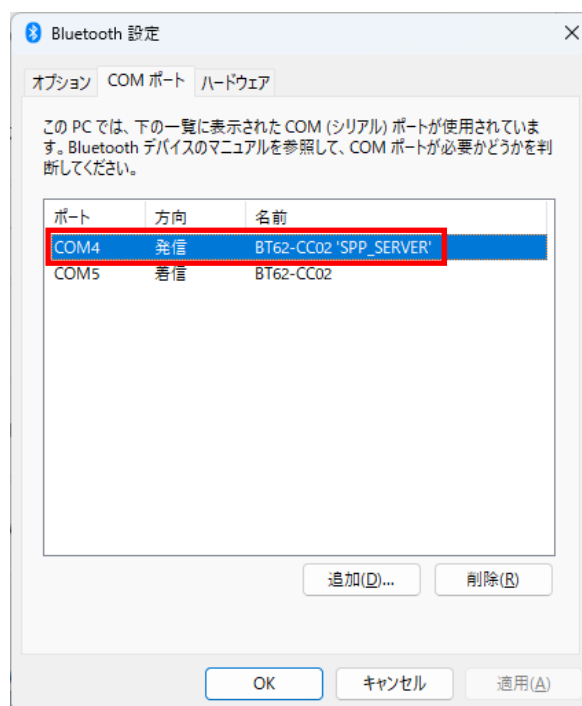 Bluetooth 設定
オプション COM ポート ハードウェア
この PC では、下の一覧に表示された COM (シリアル) ポートが使用されていま
す。Bluetooth デバイスのマニュアルを参照して、COM ポートが必要かどうかを判
断してください。
ポート 方向 名前
COM4 発信 BT62-CC02 'SPP_SERVER'
COM5 着信 BT62-CC02
追加(D)... 削除(R)
OK キャンセル 適用(A)